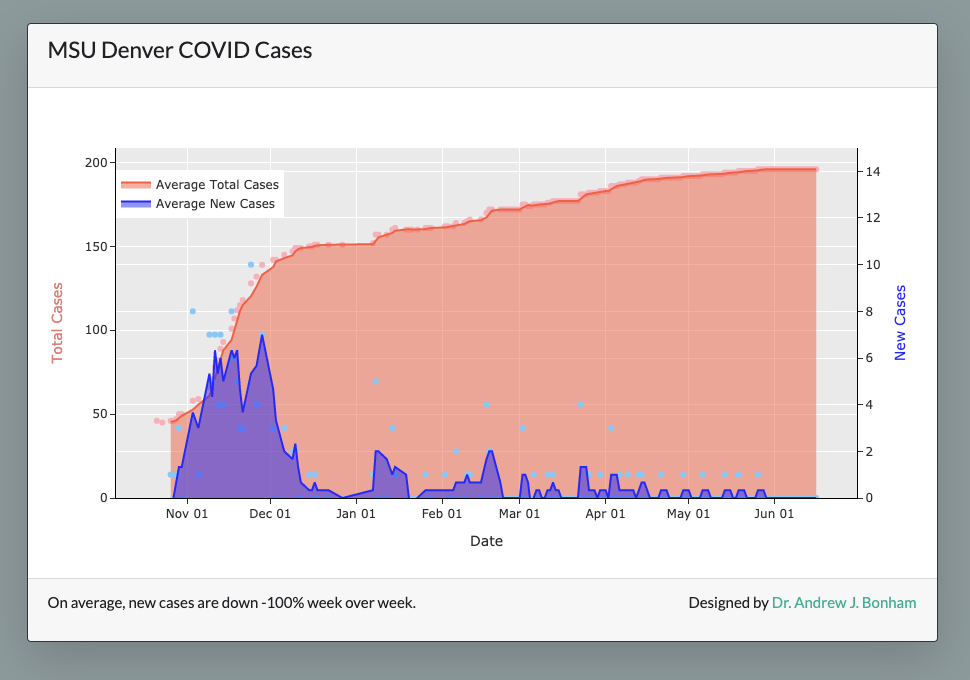 MSU Denver COVID Cases
Average Total Cases
Average New Cases
200
150
100
50
0
Total Cases
14
12
10
8
6
4
2
0
New Cases
Nov 01 Dec 01 Jan 01 Feb 01 Mar 01 Apr 01 May 01 Jun 01
Date
On average, new cases are down -100% week over week.
Designed by Dr. Andrew J. Bonham